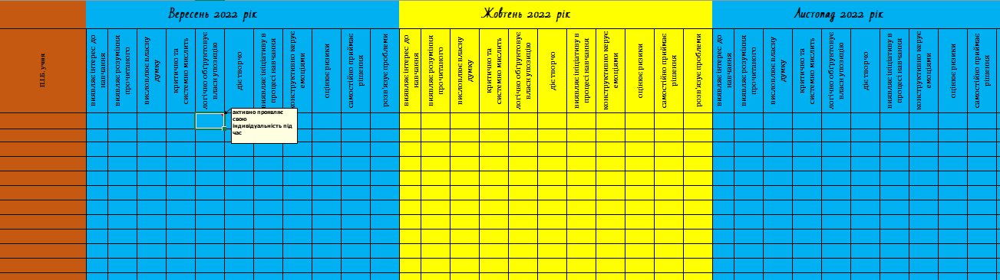 Вересень 2022 рік
Жовтень 2022 рік
Листопад 2022 рік
П.І.Б. учня
виявляє інтерес до
навчання
виявляє розуміння
прочитаного
висловлює власну
думку
критично та
системно мислить
логічно обґрунтовує
власну позицію
діє творчо
виявляє ініціативу в
процесі навчання
конструктивно керує
емоціями
оцінює ризики
самостійно приймає
рішення
розв'язує проблеми
виявляє інтерес до
навчання
виявляє розуміння
прочитаного
висловлює власну
думку
критично та
системно мислить
логічно обґрунтовує
власну позицію
діє творчо
виявляє ініціативу в
процесі навчання
конструктивно керує
емоціями
оцінює ризики
самостійно приймає
рішення
розв'язує проблеми
виявляє інтерес до
навчання
виявляє розуміння
прочитаного
висловлює власну
думку
критично та
системно мислить
логічно обґрунтовує
власну позицію
діє творчо
виявляє ініціативу в
процесі навчання
конструктивно керує
емоціями
оцінює ризики
самостійно приймає
рішення
активно проявляє
свою
індивідуальність під
час